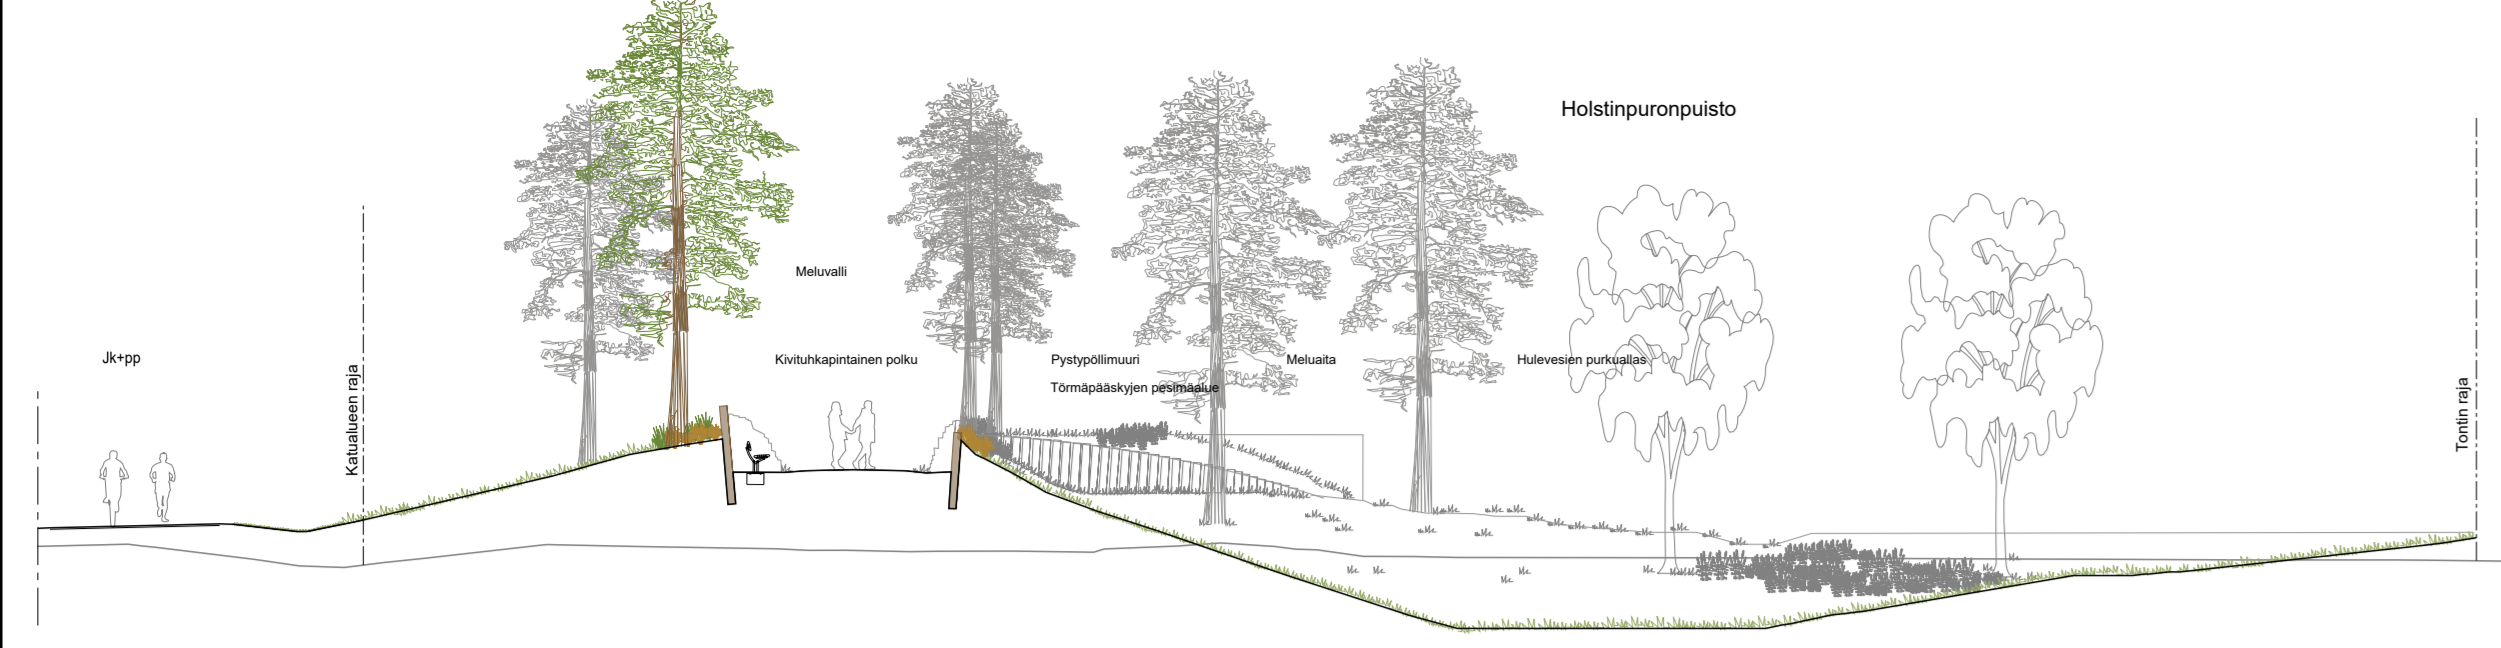 Holstinpuronpuisto
Meluvalli
Jk+pp
Kivituhkapintainen polku
Pystypöllimuuri
Meluaita
Hulevesien purkuallas
Törmäpääskyjen pesimäalue
Katualueen raja
Tontin raja